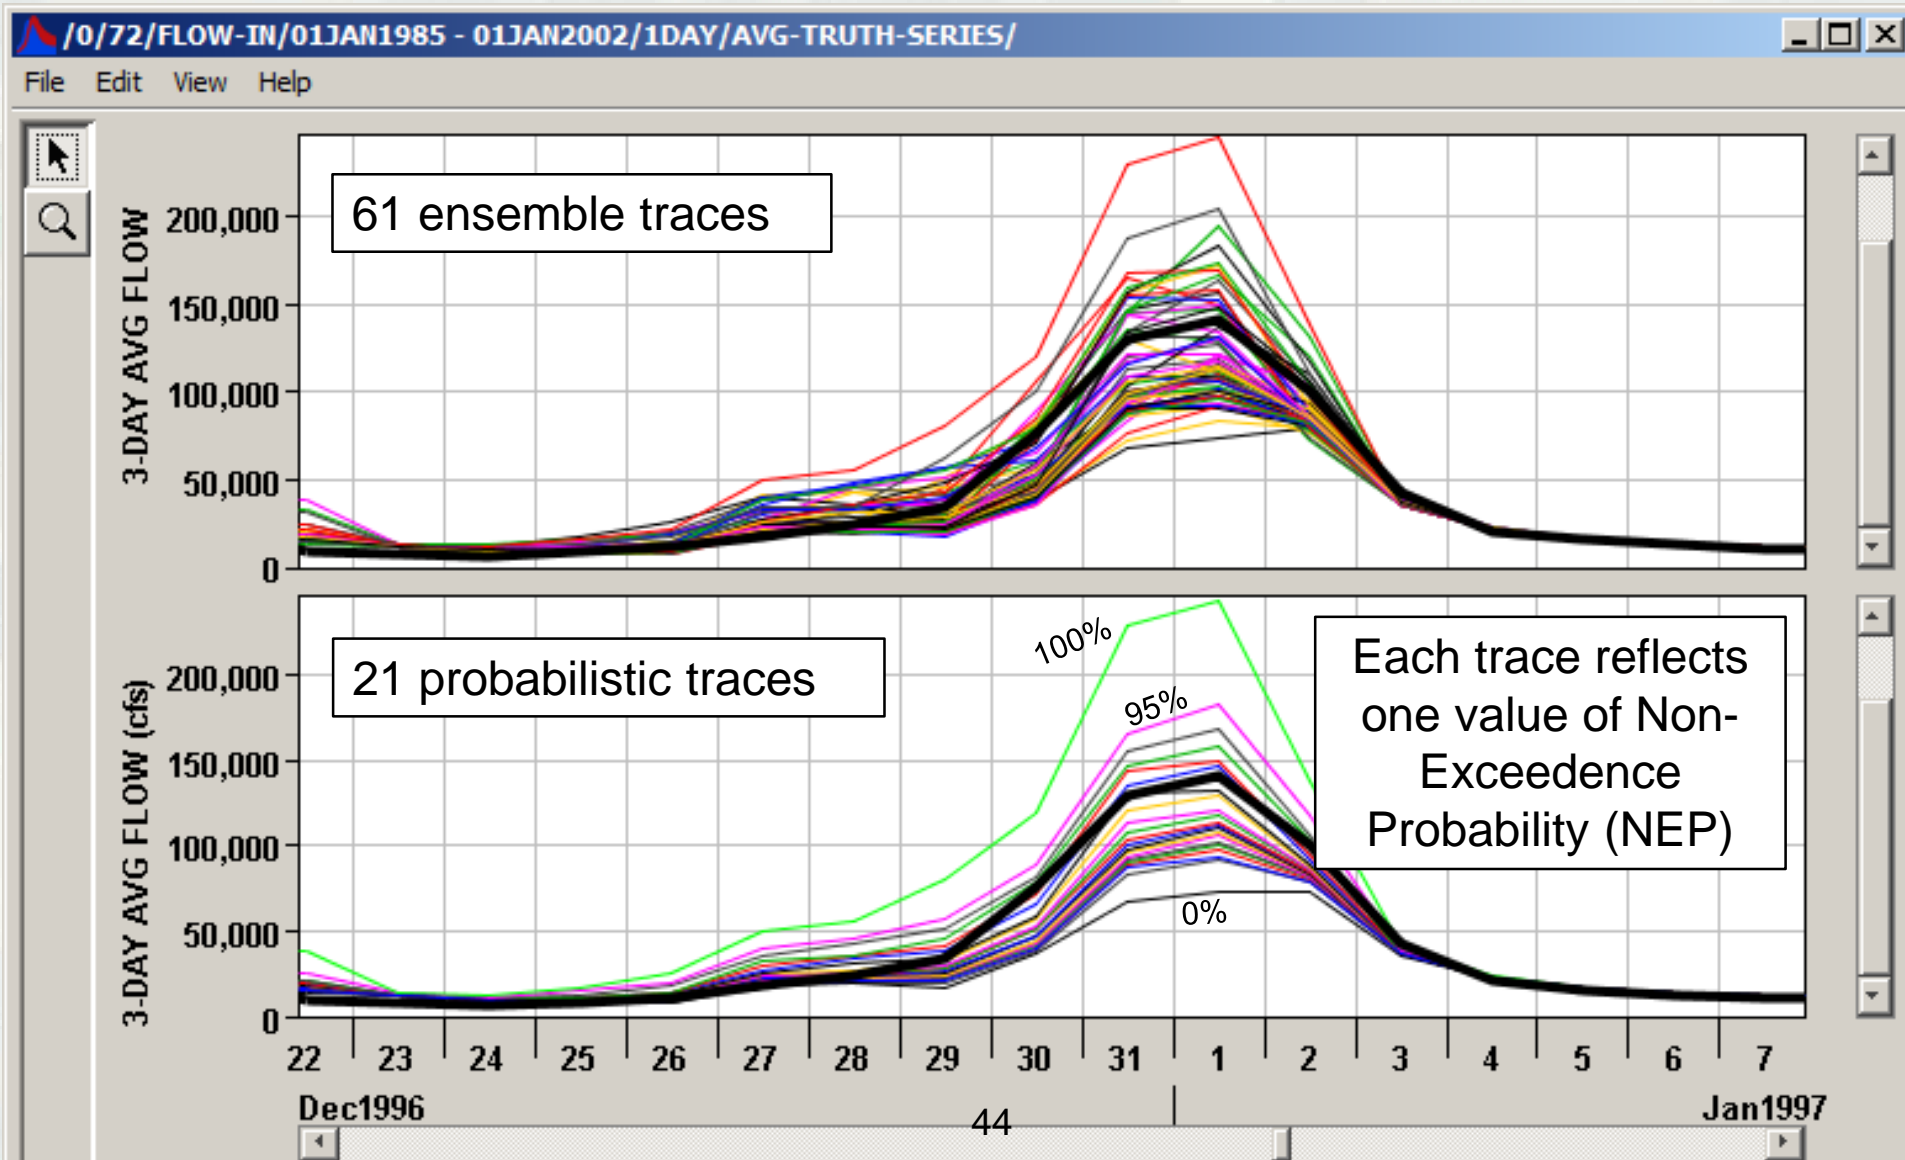 /0/72/FLOW-IN/01JAN1985 - 01JAN2002/1DAY/AVG-TRUTH-SERIES/
File Edit View Help
3-DAY AVG FLOW
200,000
150,000
100,000
50,000
0
61 ensemble traces
3-DAY AVG FLOW (cfs)
200,000
150,000
100,000
50,000
0
21 probabilistic traces
100%
95%
0%
Each trace reflects
one value of Non-
Exceedence
Probability (NEP)
22 23 24 25 26 27 28 29 30 31 1 2 3 4 5 6 7
Dec1996 Jan1997
44